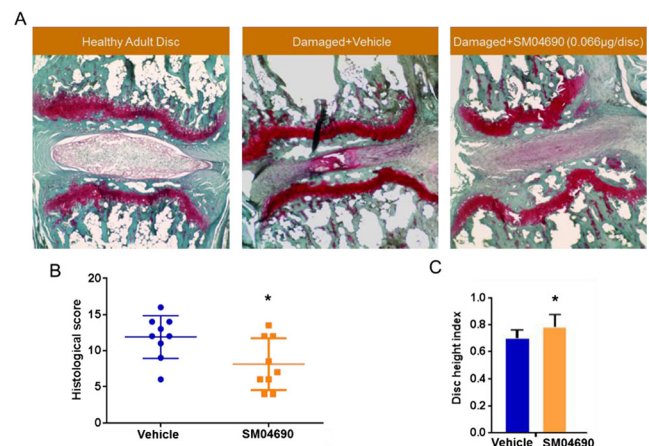 A
Healthy Adult Disc
Damaged+Vehicle
Damaged+SM04690 (0.066µg/disc)
B
Histological score
20
15
10
5
0
*
Vehicle
SM04690
C
Disc height index
1.0
0.8
0.6
0.4
0.2
0.0
*
Vehicle
SM04690